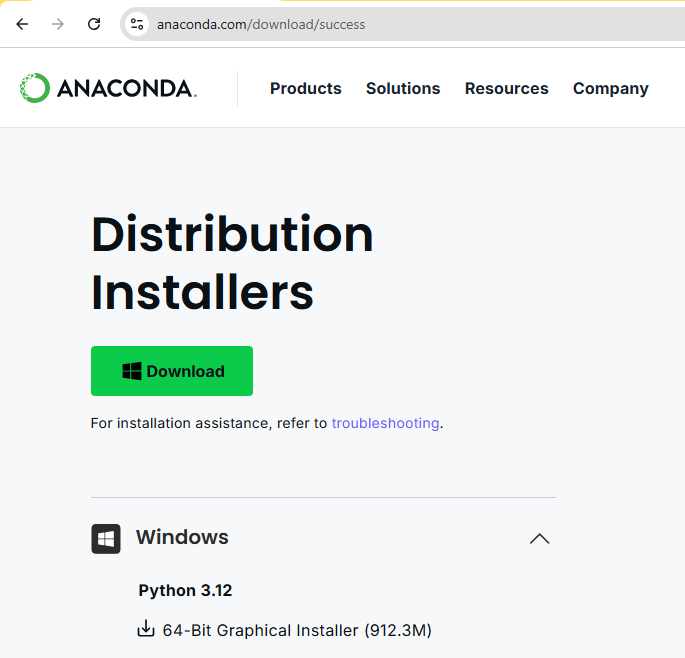 anaconda.com/download/success
ANACONDA.
Products Solutions Resources Company
Distribution
Installers
Download
For installation assistance, refer to troubleshooting.
Windows
Python 3.12
64-Bit Graphical Installer (912.3M)